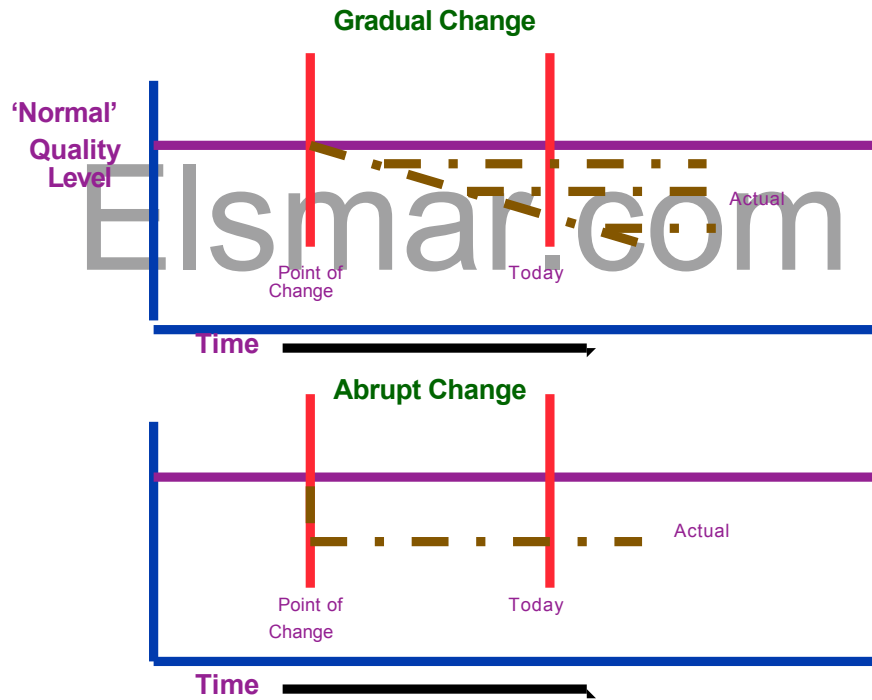 Gradual Change
‘Normal’
Quality
Level
Elsmar.com
Actual
Point of
Change
Today
Time
Abrupt Change
Actual
Point of
Change
Today
Time